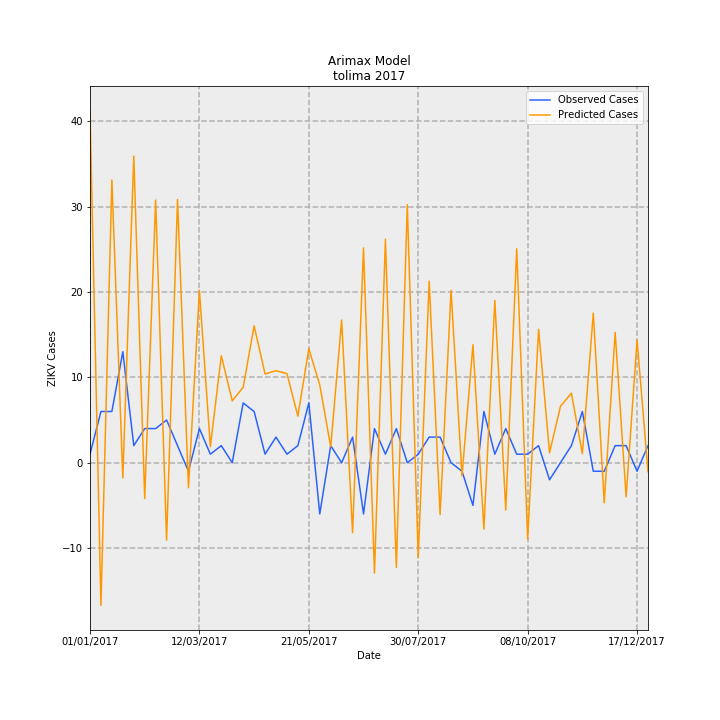 Arimax Model
tolima 2017
Observed Cases
Predicted Cases
ZIKV Cases
40
30
20
10
0
−10
01/01/2017 12/03/2017 21/05/2017 30/07/2017 08/10/2017 17/12/2017
Date